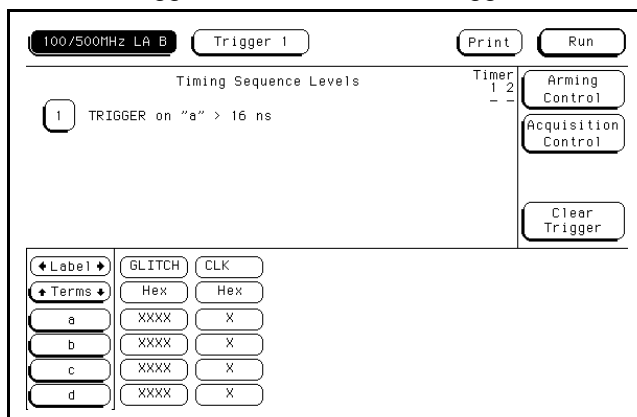 100/500MHz LA B Trigger 1 Print Run
Timing Sequence Levels Timer
1 2
- -
Arming
Control
1 TRIGGER on "a" > 16 ns
Acquisition
Control
Clear
Trigger
Label GLITCH CLK
Terms Hex Hex
a XXXX X
b XXXX X
c XXXX X
d XXXX X